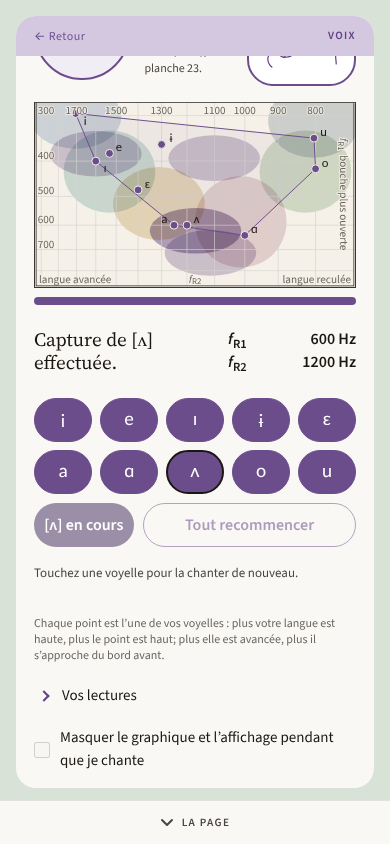 ← Retour
VOIX
planche 23.
300 1700 1500 1300 1100 1000 900 800
400
500
600
700
i
e
ɪ
ɨ
ɛ
a
ʌ
ɑ
o
u
fR1 bouche plus ouverte
langue avancée
fR2
langue reculée
Capture de [ʌ]
effectuée.
fR1 600 Hz
fR2 1200 Hz
i e ɪ ɨ ɛ
a ɑ ʌ o u
[ʌ] en cours
Tout recommencer
Touchez une voyelle pour la chanter de nouveau.
Chaque point est l’une de vos voyelles : plus votre langue est
haute, plus le point est haut; plus elle est avancée, plus il
s’approche du bord avant.
Vos lectures
Masquer le graphique et l’affichage pendant
que je chante
LA PAGE